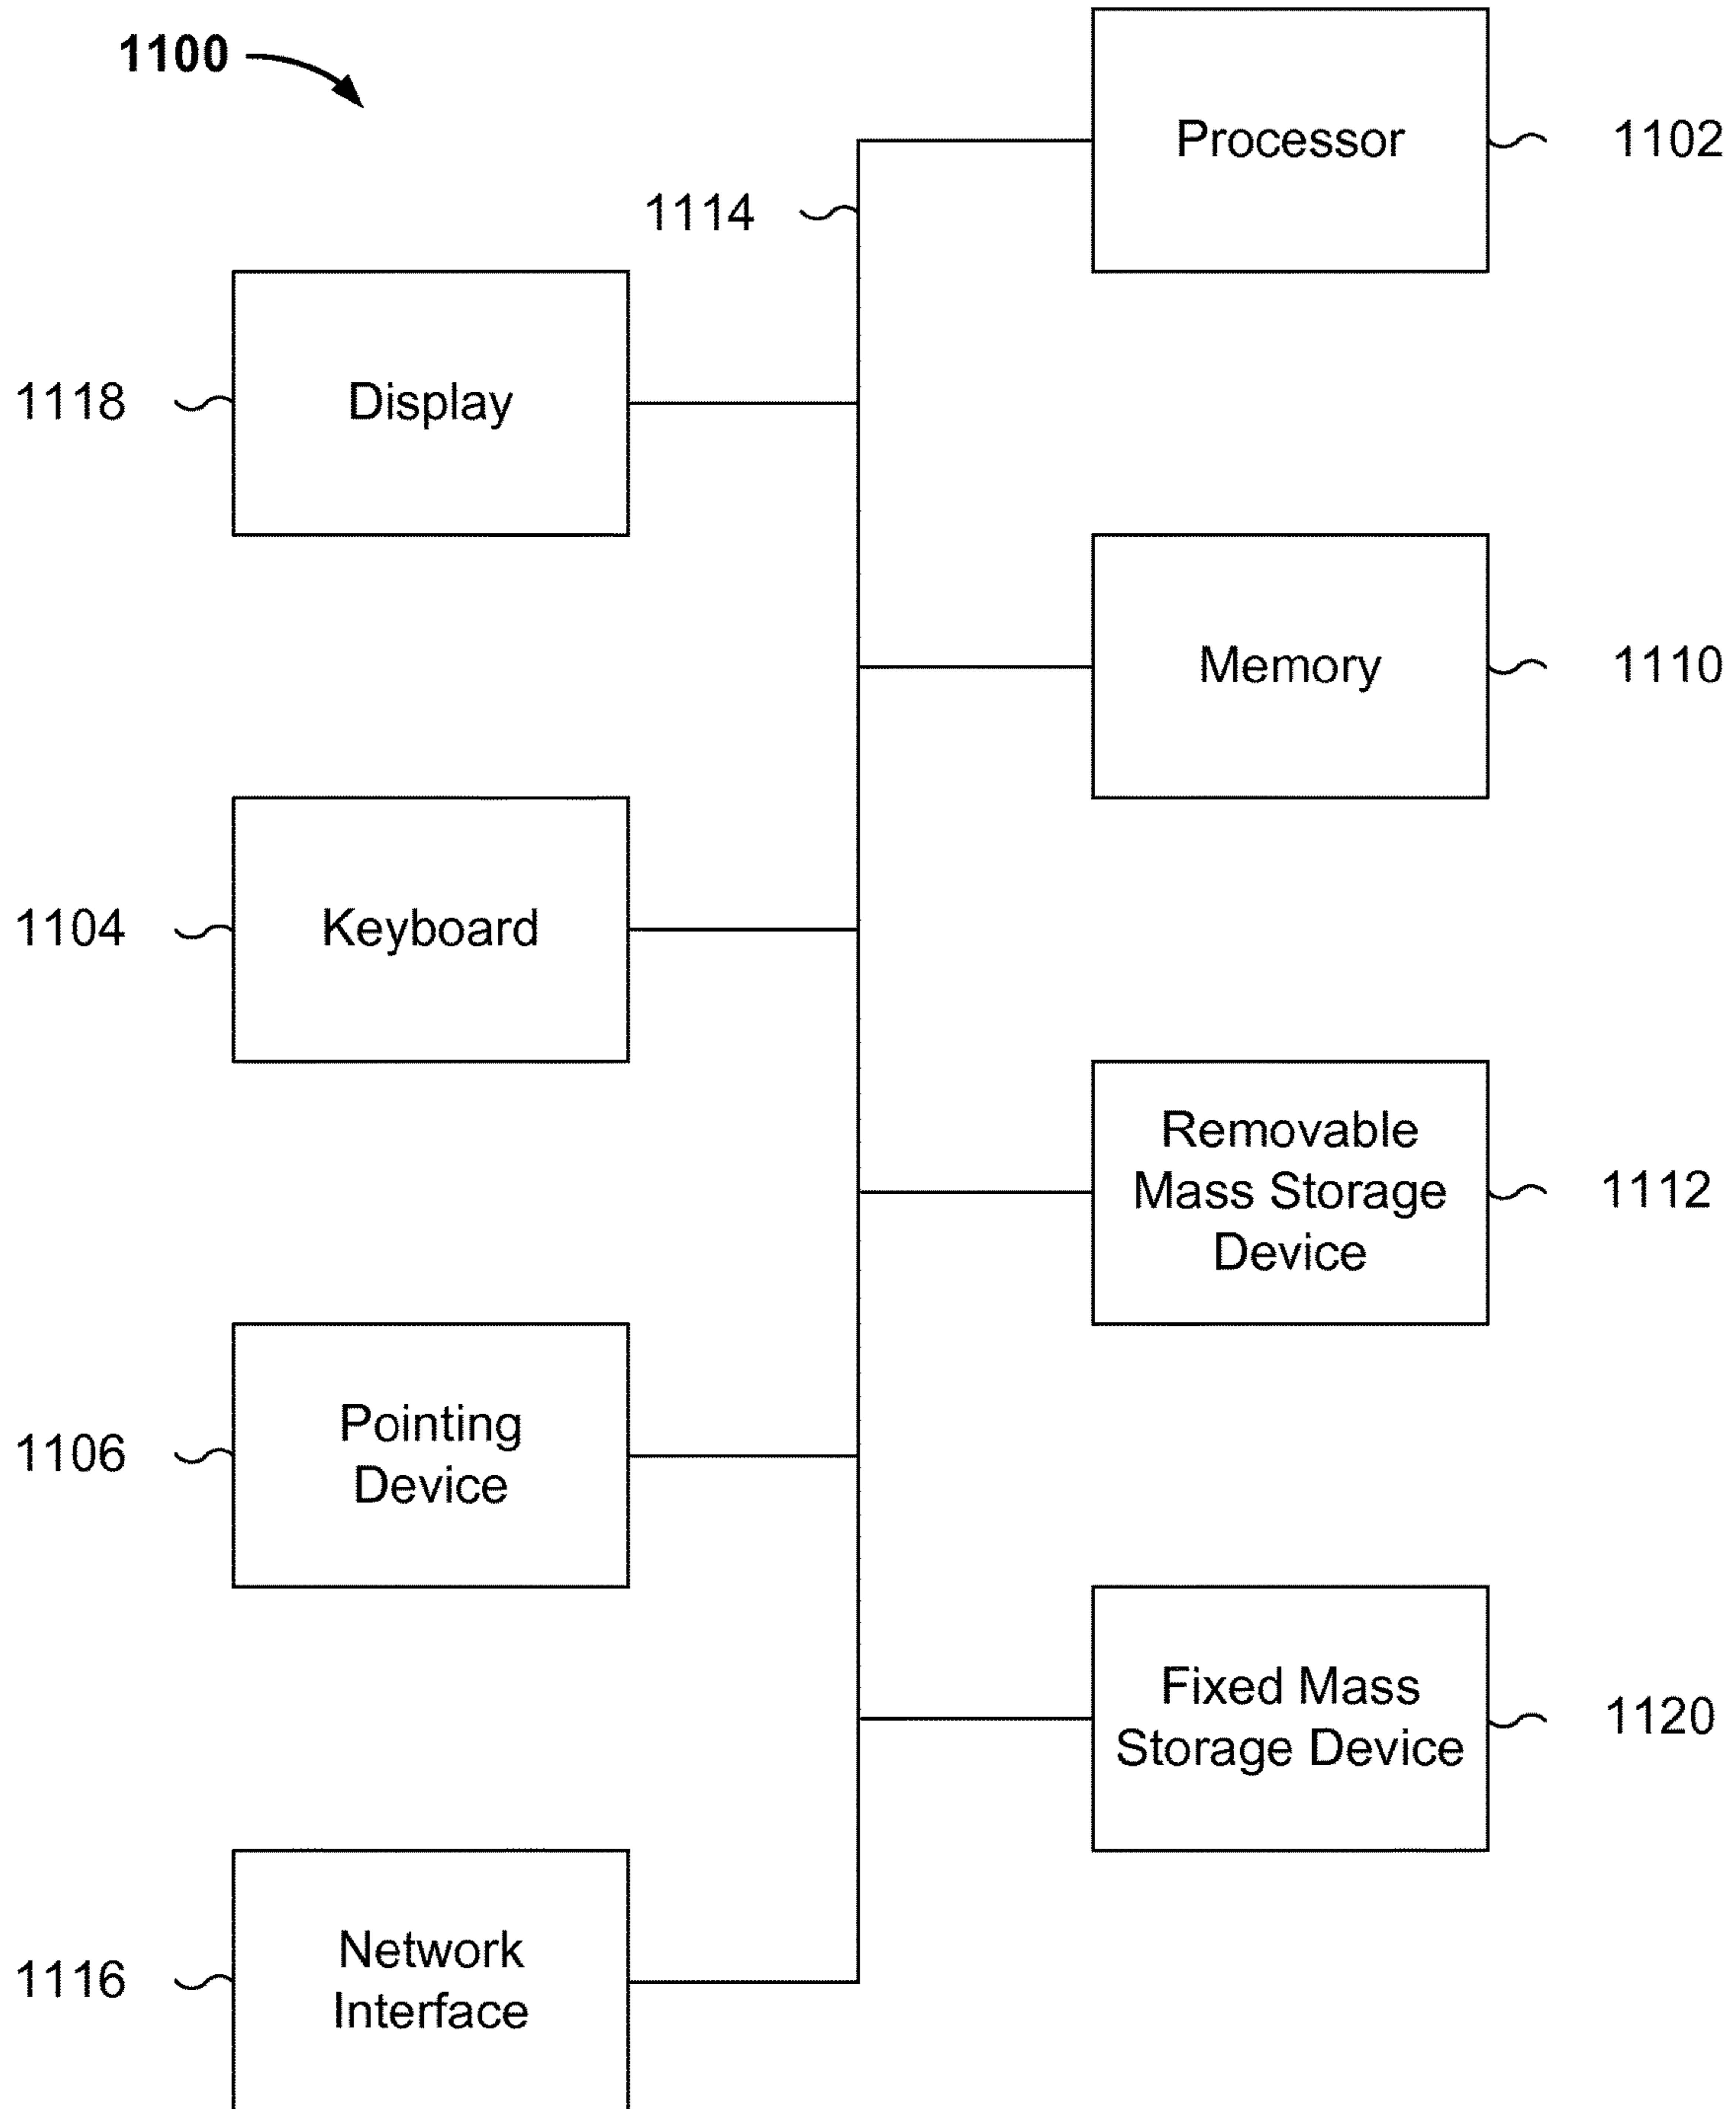 1100
Processor
1102
1114
Display
1118
Memory
1110
Keyboard
1104
Removable
Mass Storage
Device
1112
Pointing
Device
1106
Fixed Mass
Storage Device
1120
Network
Interface
1116